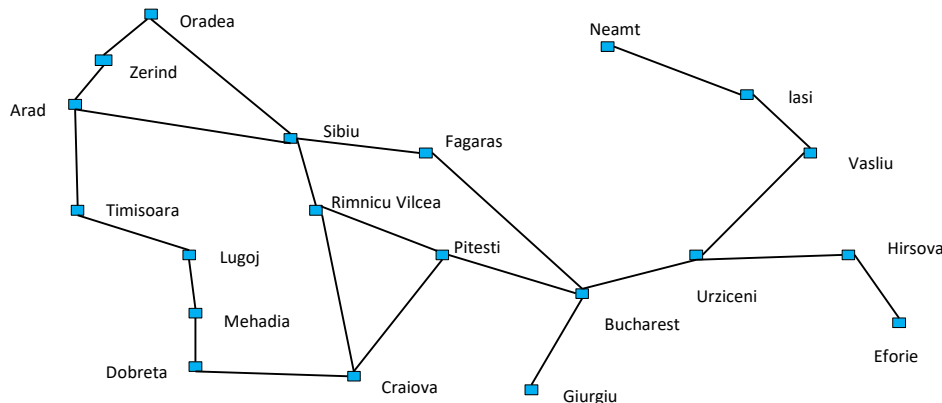 Oradea
Neamt
Zerind
Iasi
Arad
Sibiu
Fagaras
Vasliu
Rimnicu Vilcea
Timisoara
Pitesti
Hirsova
Lugoj
Urziceni
Mehadia
Bucharest
Eforie
Dobreta
Craiova
Giurgiu